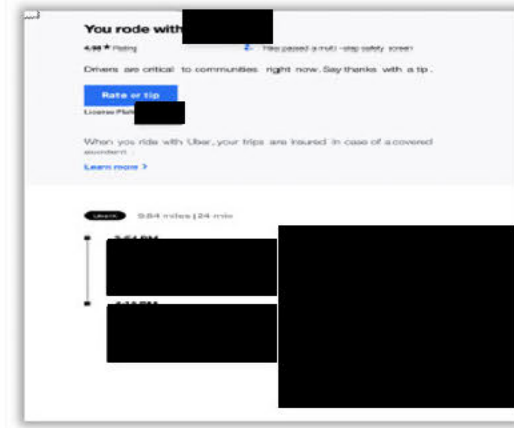 You rode with
4.98 ★ Rating
Has passed a multi -step safety screen
Drivers are critical to communities right now. Say thanks with a tip.
Rate or tip
License Plate
When you ride with Uber, your trips are insured in case of a covered
accident .
Learn more >
UberX 9.84 miles | 24 min